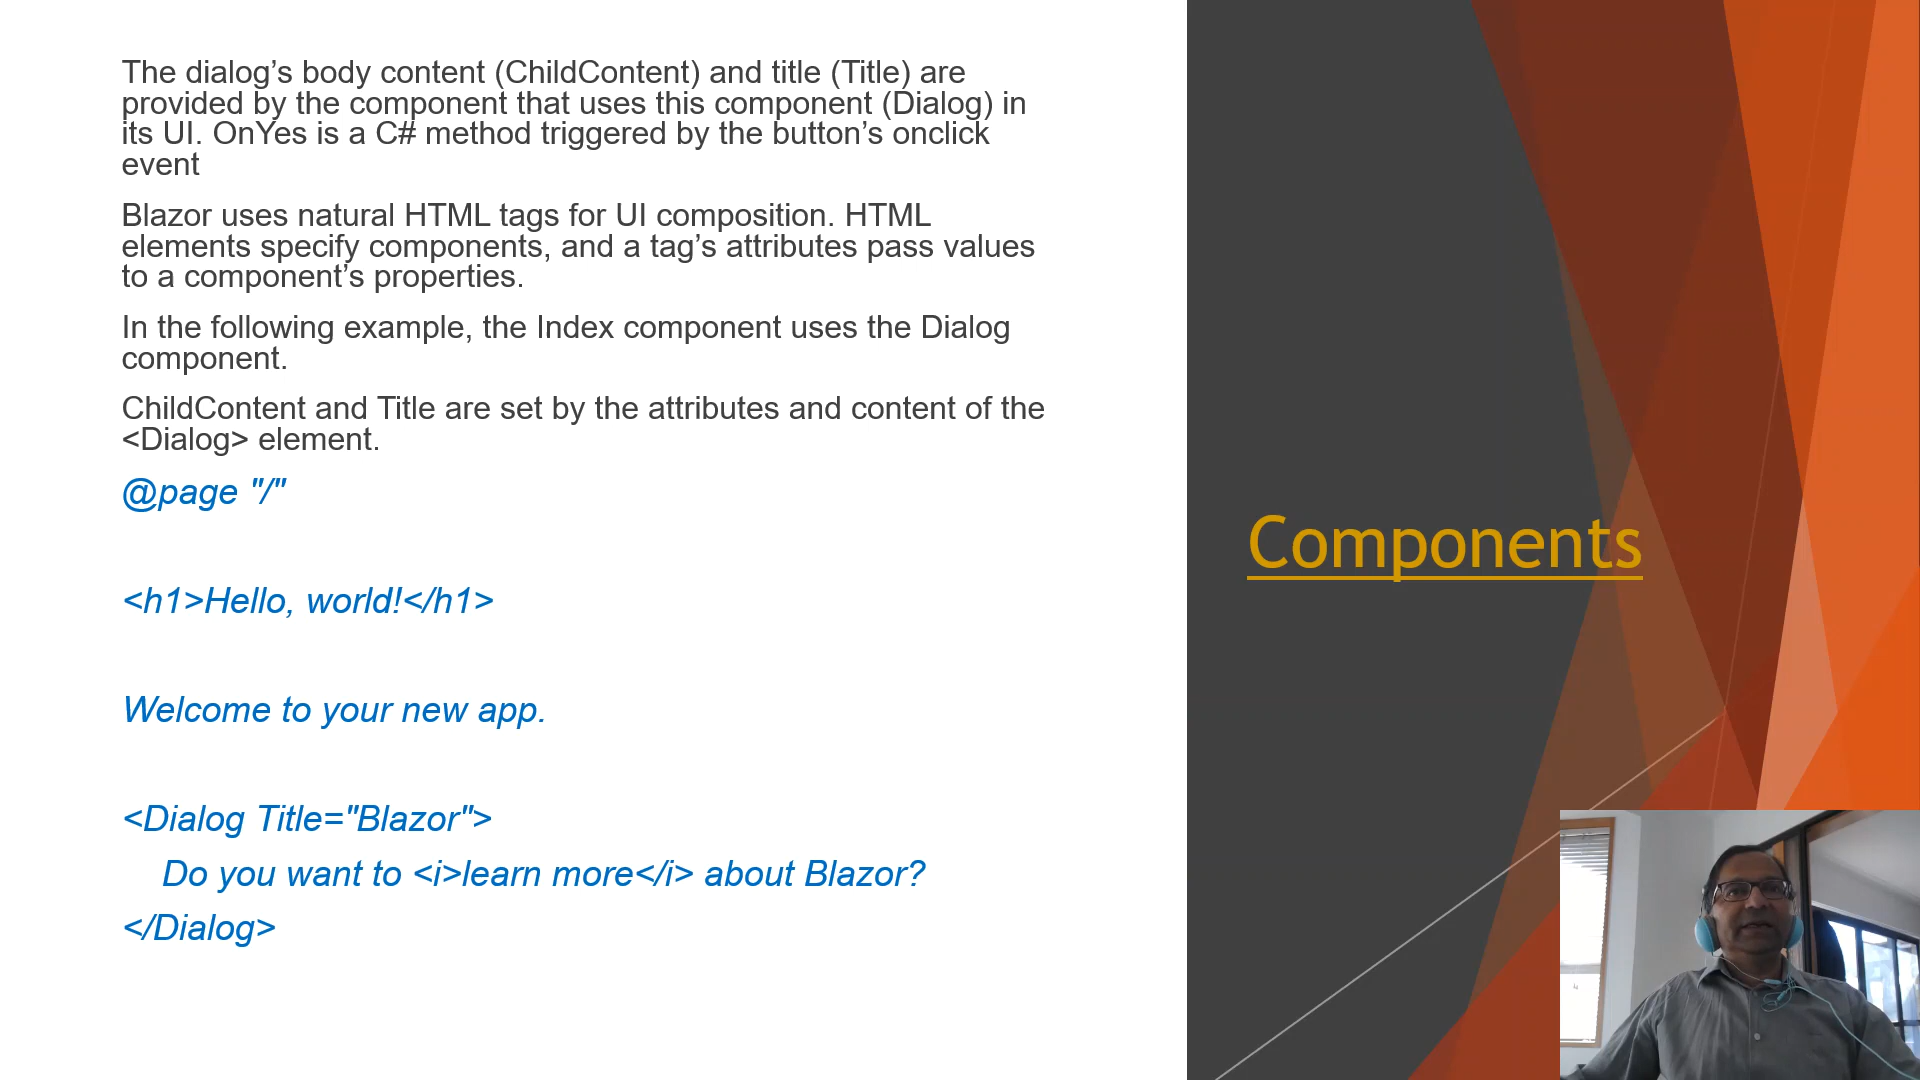 The dialog’s body content (ChildContent) and title (Title) are
provided by the component that uses this component (Dialog) in
its UI. OnYes is a C# method triggered by the button’s onclick
event
Blazor uses natural HTML tags for UI composition. HTML
elements specify components, and a tag’s attributes pass values
to a component’s properties.
In the following example, the Index component uses the Dialog
component.
ChildContent and Title are set by the attributes and content of the
<Dialog> element.
@page "/"
<h1>Hello, world!</h1>
Welcome to your new app.
<Dialog Title="Blazor">
Do you want to <i>learn more</i> about Blazor?
</Dialog>
Components